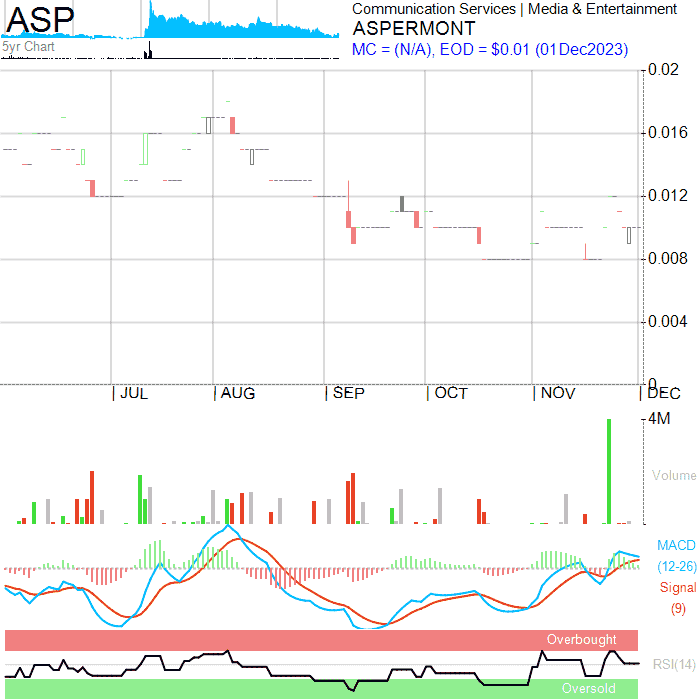 ASP
5yr Chart
Communication Services | Media & Entertainment
ASPERMONT
MC = (N/A), EOD = $0.01 (01Dec2023)
0.02
0.016
0.012
0.008
0.004
0
JUL AUG SEP OCT NOV DEC
4M
Volume
MACD
(12-26)
Signal
(9)
Overbought
RSI(14)
Oversold